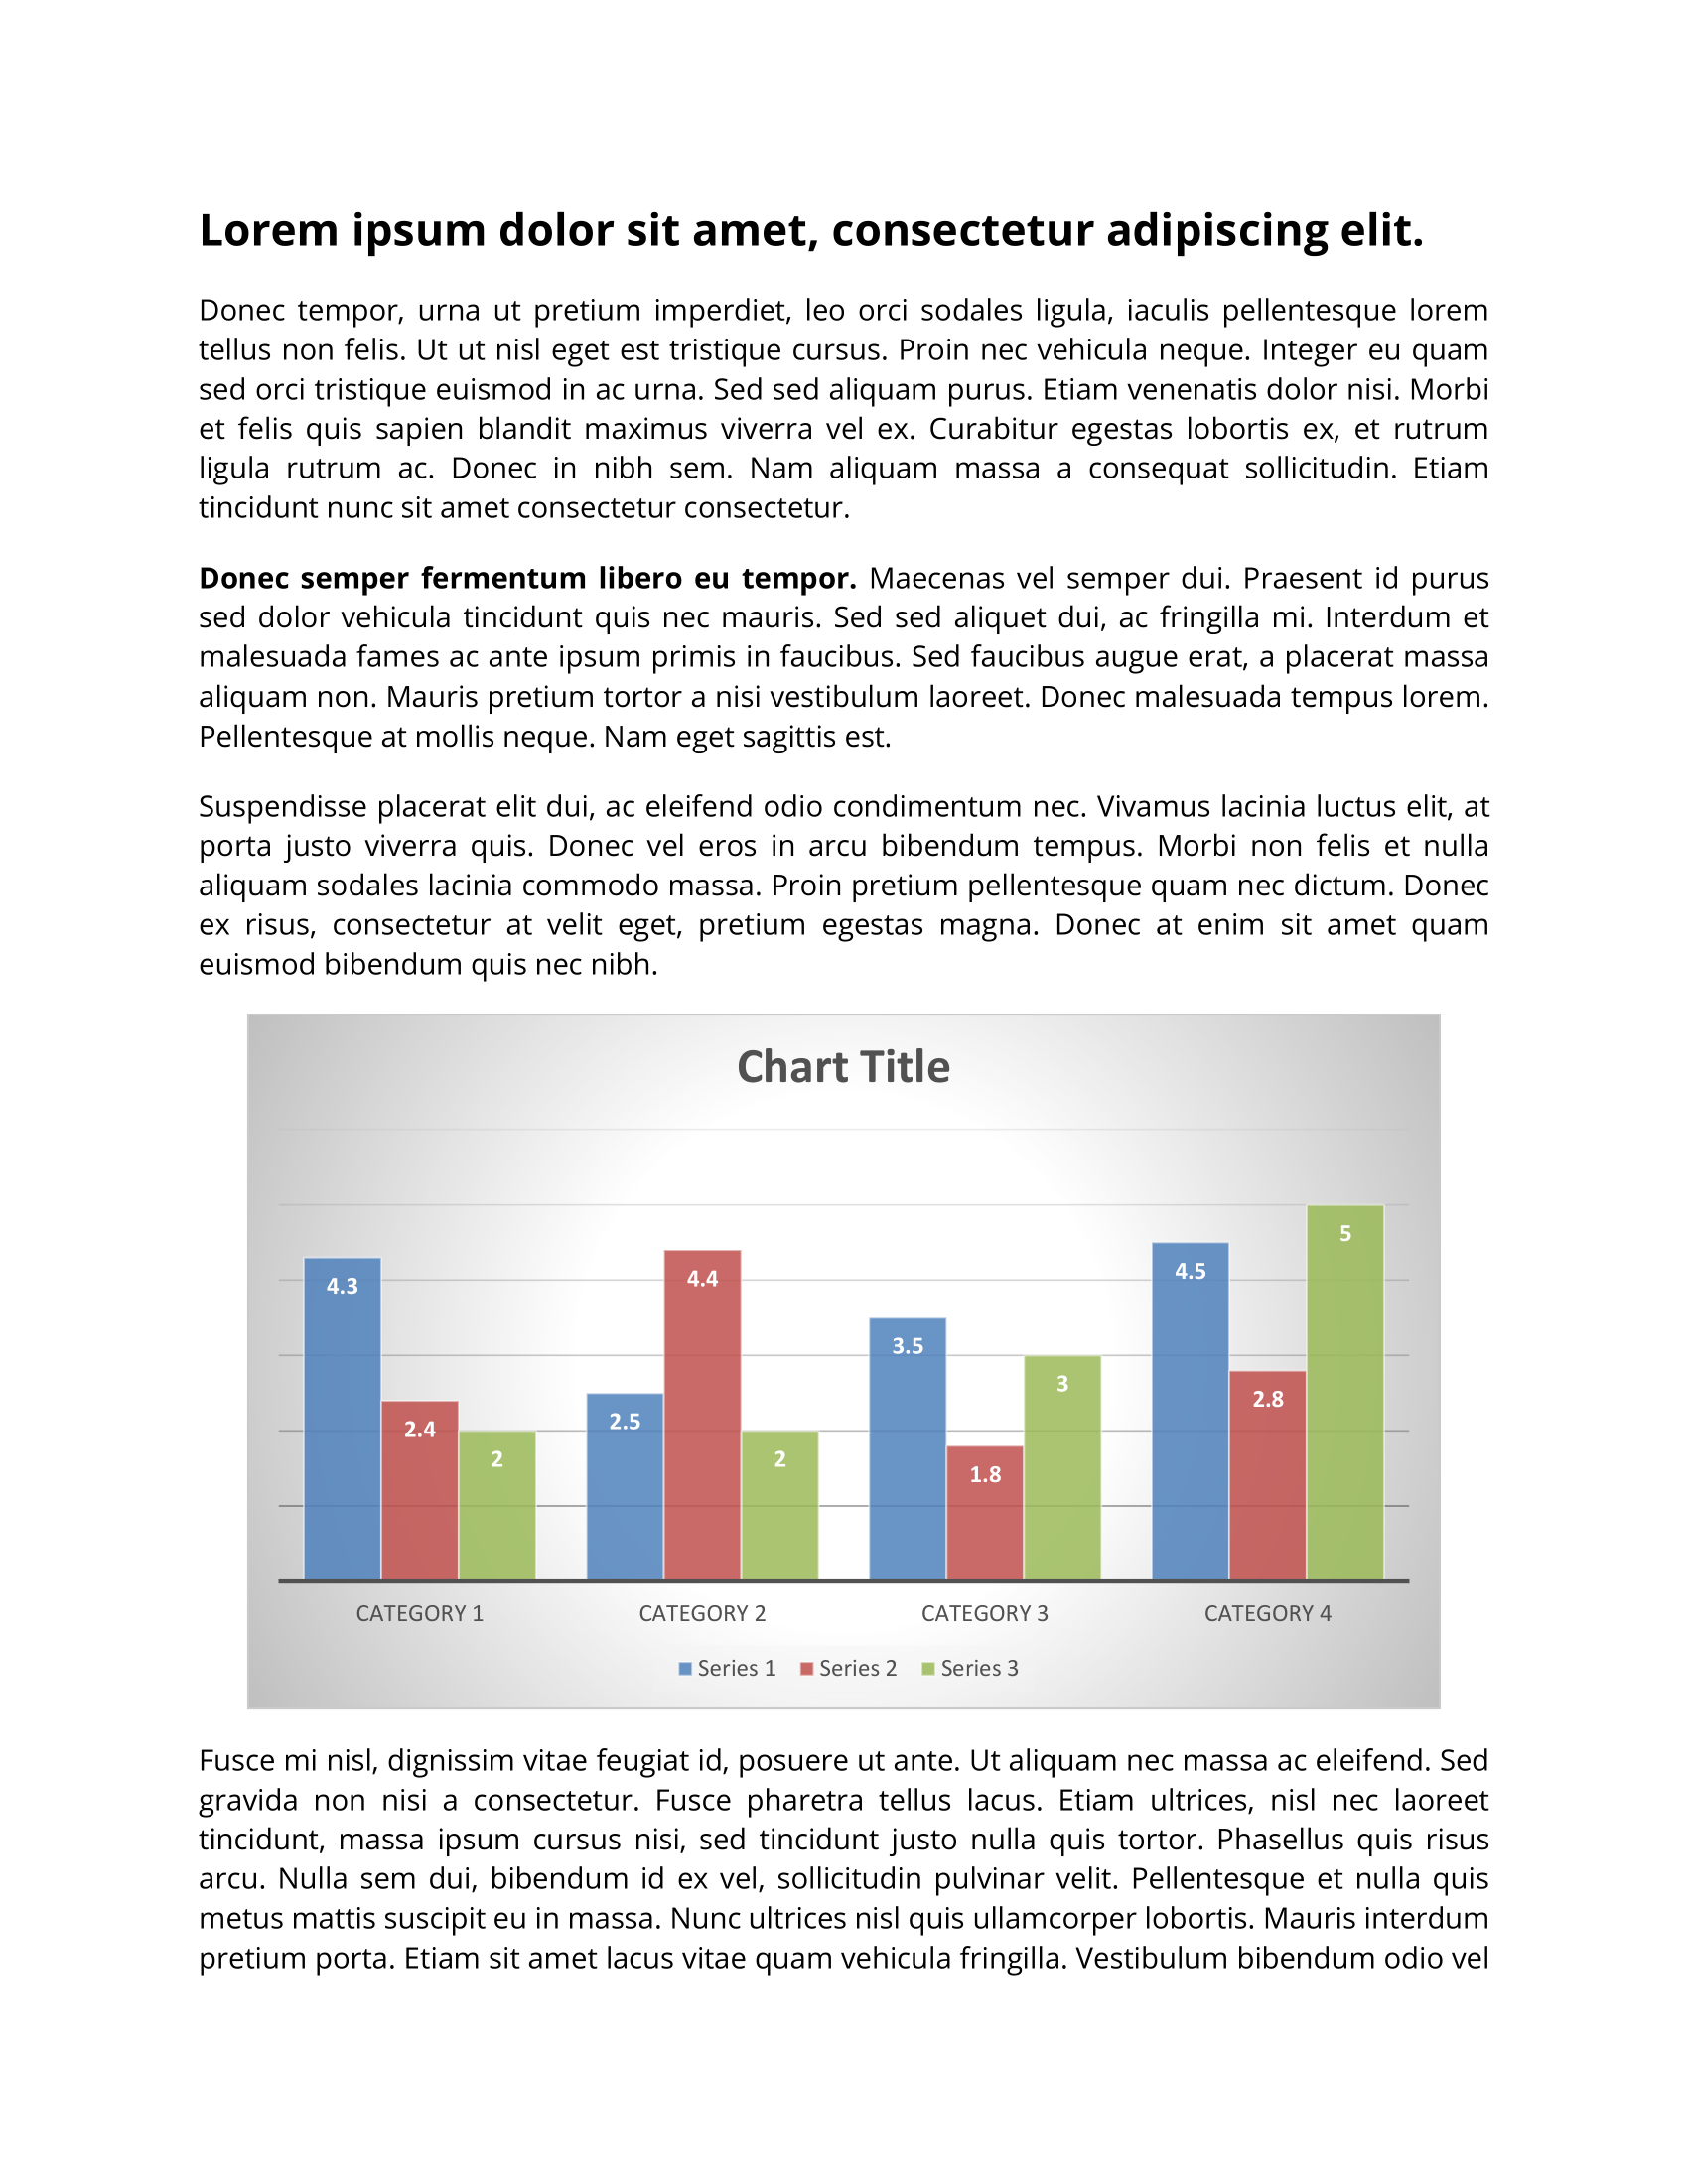 Lorem ipsum dolor sit amet, consectetur adipiscing elit.
Donec tempor, urna ut pretium imperdiet, leo orci sodales ligula, iaculis pellentesque lorem
tellus non felis. Ut ut nisl eget est tristique cursus. Proin nec vehicula neque. Integer eu quam
sed orci tristique euismod in ac urna. Sed sed aliquam purus. Etiam venenatis dolor nisi. Morbi
et felis quis sapien blandit maximus viverra vel ex. Curabitur egestas lobortis ex, et rutrum
ligula rutrum ac. Donec in nibh sem. Nam aliquam massa a consequat sollicitudin. Etiam
tincidunt nunc sit amet consectetur consectetur.
Donec semper fermentum libero eu tempor. Maecenas vel semper dui. Praesent id purus
sed dolor vehicula tincidunt quis nec mauris. Sed sed aliquet dui, ac fringilla mi. Interdum et
malesuada fames ac ante ipsum primis in faucibus. Sed faucibus augue erat, a placerat massa
aliquam non. Mauris pretium tortor a nisi vestibulum laoreet. Donec malesuada tempus lorem.
Pellentesque at mollis neque. Nam eget sagittis est.
Suspendisse placerat elit dui, ac eleifend odio condimentum nec. Vivamus lacinia luctus elit, at
porta justo viverra quis. Donec vel eros in arcu bibendum tempus. Morbi non felis et nulla
aliquam sodales lacinia commodo massa. Proin pretium pellentesque quam nec dictum. Donec
ex risus, consectetur at velit eget, pretium egestas magna. Donec at enim sit amet quam
euismod bibendum quis nec nibh.
Chart Title
4.3 2.4 2 2.5 4.4 2 3.5 1.8 3 4.5 2.8 5
CATEGORY 1 CATEGORY 2 CATEGORY 3 CATEGORY 4
Series 1 Series 2 Series 3
Fusce mi nisl, dignissim vitae feugiat id, posuere ut ante. Ut aliquam nec massa ac eleifend. Sed
gravida non nisi a consectetur. Fusce pharetra tellus lacus. Etiam ultrices, nisl nec laoreet
tincidunt, massa ipsum cursus nisi, sed tincidunt justo nulla quis tortor. Phasellus quis risus
arcu. Nulla sem dui, bibendum id ex vel, sollicitudin pulvinar velit. Pellentesque et nulla quis
metus mattis suscipit eu in massa. Nunc ultrices nisl quis ullamcorper lobortis. Mauris interdum
pretium porta. Etiam sit amet lacus vitae quam vehicula fringilla. Vestibulum bibendum odio vel